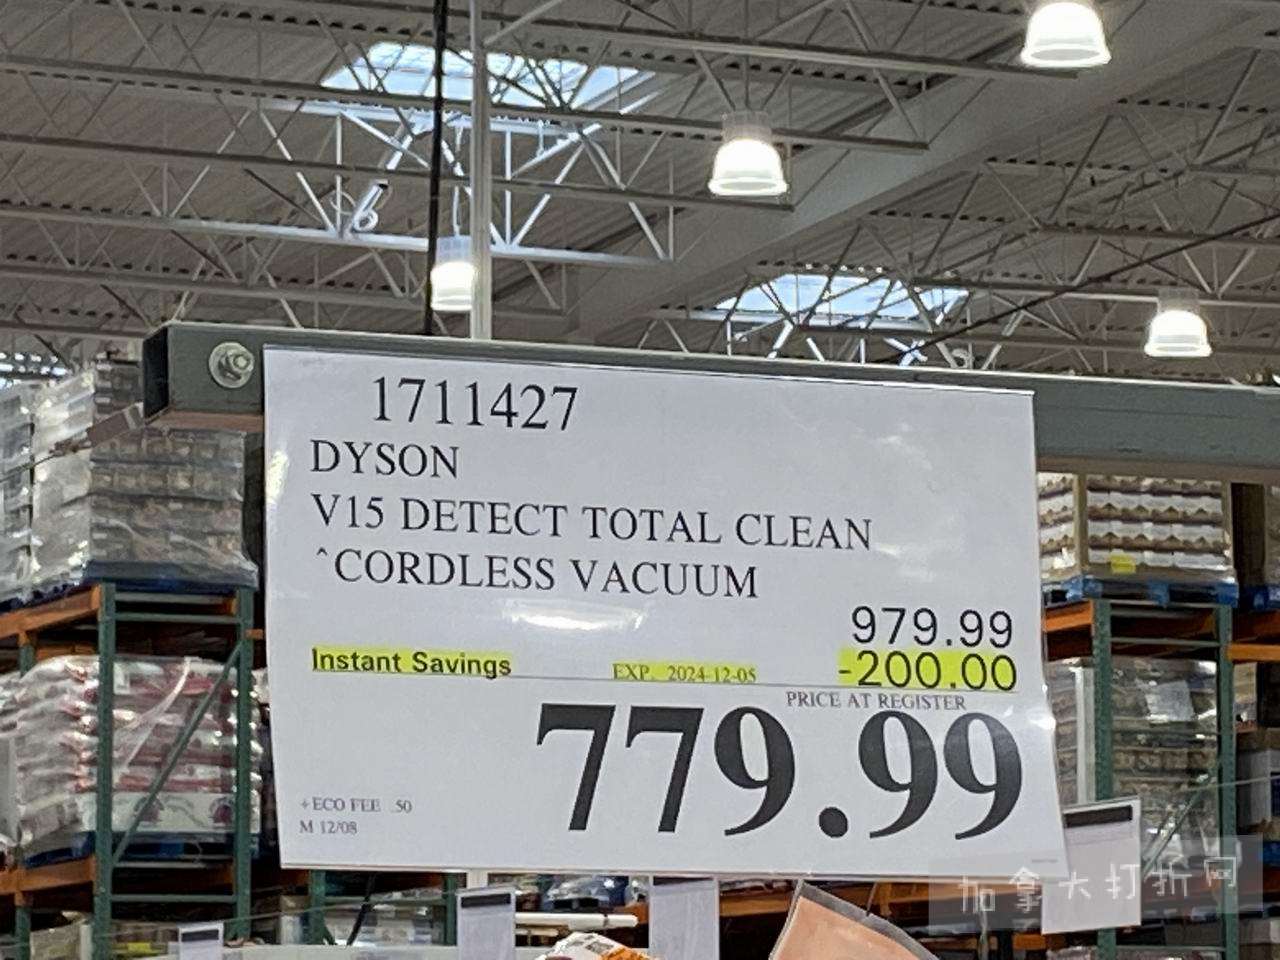 1711427
DYSON
V15 DETECT TOTAL CLEAN
^CORDLESS VACUUM
979.99
Instant Savings EXP. 2024-12-05 -200.00
PRICE AT REGISTER
779.99
+ECO FEE .50
M 12/08
加拿大打折网